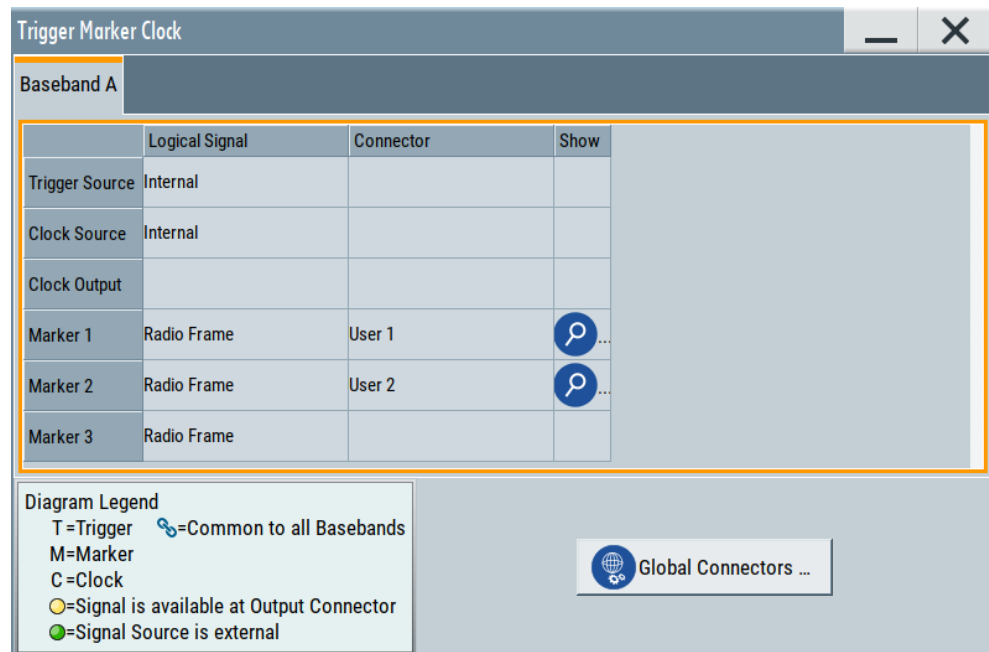 Trigger Marker Clock
Baseband A
Logical Signal Connector Show
Trigger Source Internal
Clock Source Internal
Clock Output
Marker 1 Radio Frame User 1 ...
Marker 2 Radio Frame User 2 ...
Marker 3 Radio Frame
Diagram Legend
T=Trigger =Common to all Basebands
M=Marker
C=Clock
=Signal is available at Output Connector
=Signal Source is external
Global Connectors ...